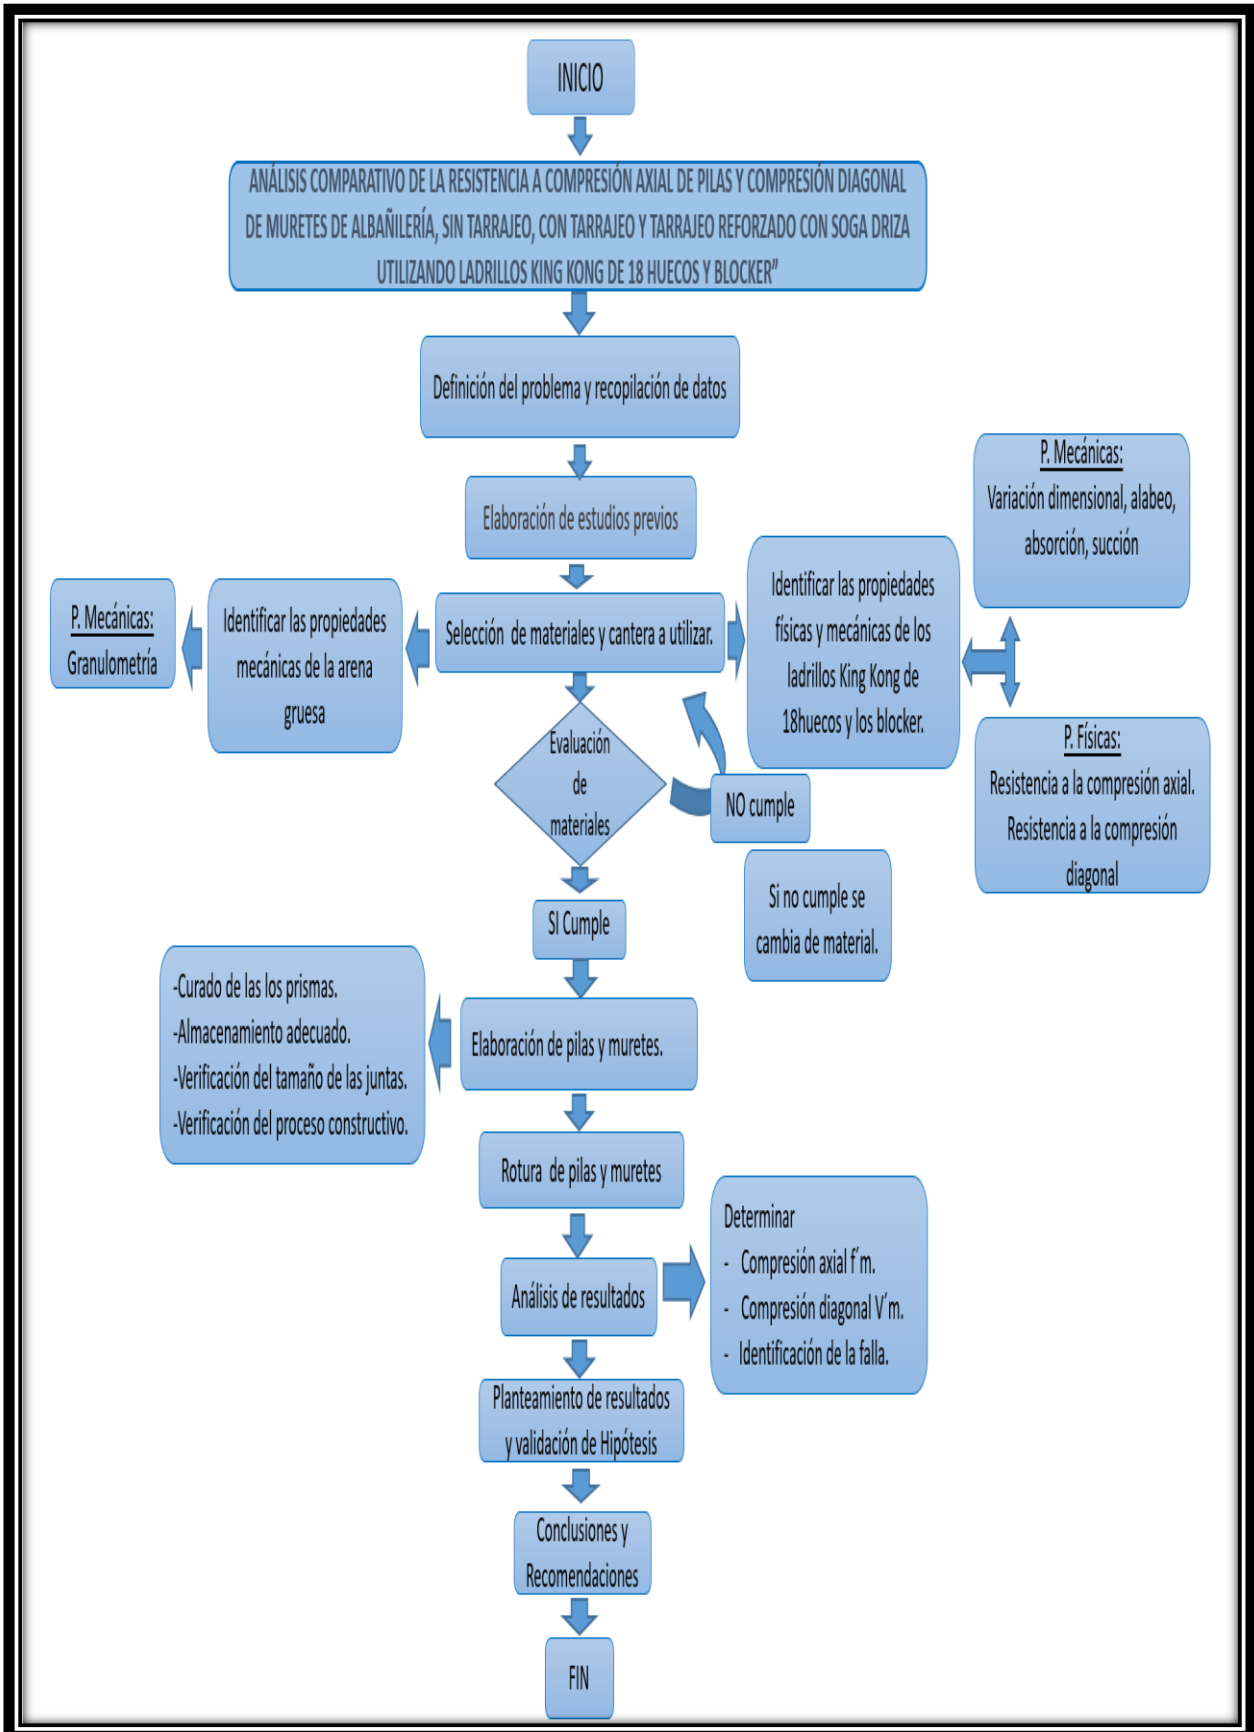 INICIO
ANÁLISIS COMPARATIVO DE LA RESISTENCIA A COMPRESIÓN AXIAL DE PILAS Y COMPRESIÓN DIAGONAL
DE MURETES DE ALBAÑILERÍA, SIN TARRAJEO, CON TARRAJEO Y TARRAJEO REFORZADO CON SOGA DRIZA
UTILIZANDO LADRILLOS KING KONG DE 18 HUECOS Y BLOCKER”
Definición del problema y recopilación de datos
Elaboración de estudios previos
Selección de materiales y cantera a utilizar.
Identificar las propiedades
mecánicas de la arena
gruesa
P. Mecánicas:
Granulometría
Identificar las propiedades
físicas y mecánicas de los
ladrillos King Kong de
18huecos y los blocker.
P. Mecánicas:
Variación dimensional, alabeo,
absorción, succión
P. Físicas:
Resistencia a la compresión axial.
Resistencia a la compresión
diagonal
Evaluación
de
materiales
NO cumple
Si no cumple se
cambia de material.
SI Cumple
Elaboración de pilas y muretes.
-Curado de las los prismas.
-Almacenamiento adecuado.
-Verificación del tamaño de las juntas.
-Verificación del proceso constructivo.
Rotura de pilas y muretes
Análisis de resultados
Determinar
- Compresión axial f´m.
- Compresión diagonal V´m.
- Identificación de la falla.
Planteamiento de resultados
y validación de Hipótesis
Conclusiones y
Recomendaciones
FIN